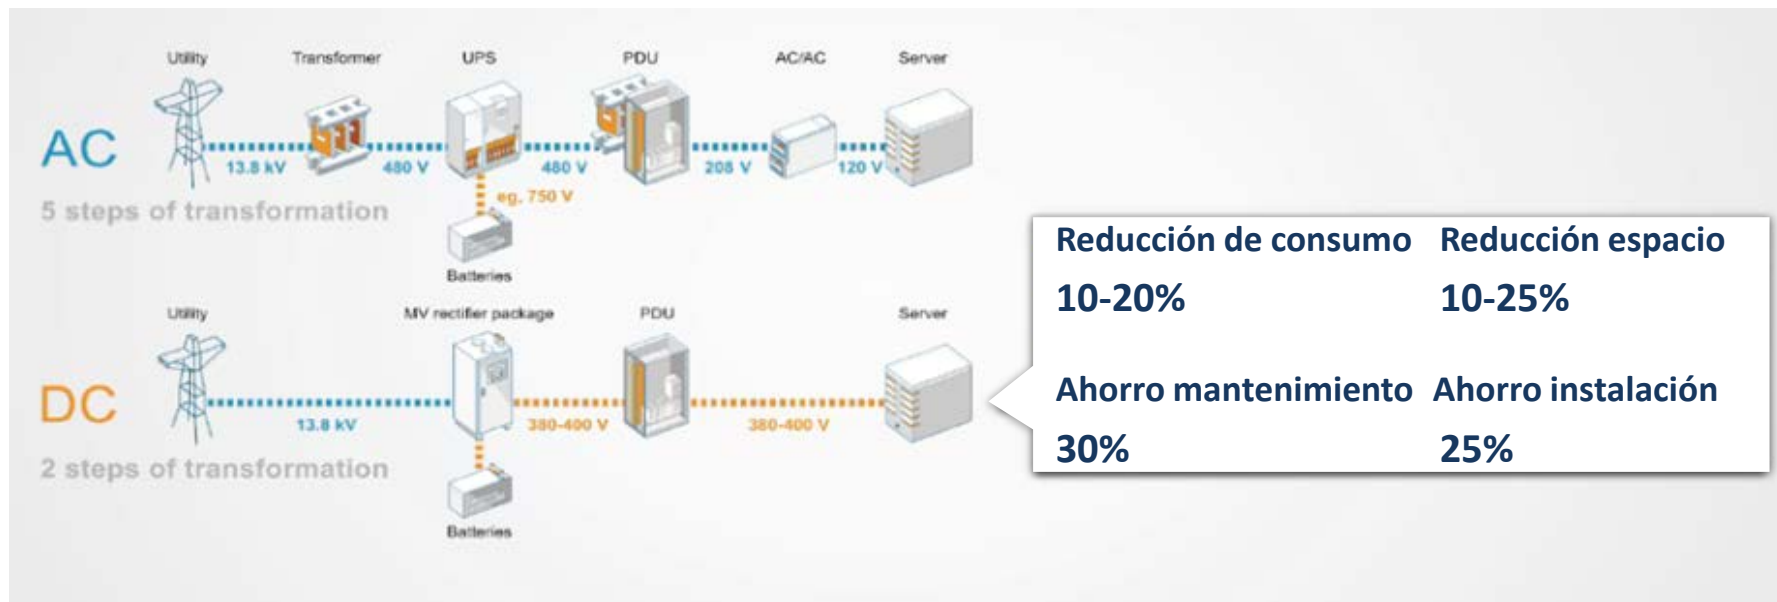 Utility Transformer UPS PDU AC/AC Server
AC
13.8 kV 480 V 480 V 208 V 120 V
eg. 750 V
5 steps of transformation
Batteries
Utility MV rectifier package PDU Server
DC
13.8 kV 380-400 V 380-400 V
2 steps of transformation
Batteries
Reducción de consumo Reducción espacio
10-20% 10-25%
Ahorro mantenimiento Ahorro instalación
30% 25%